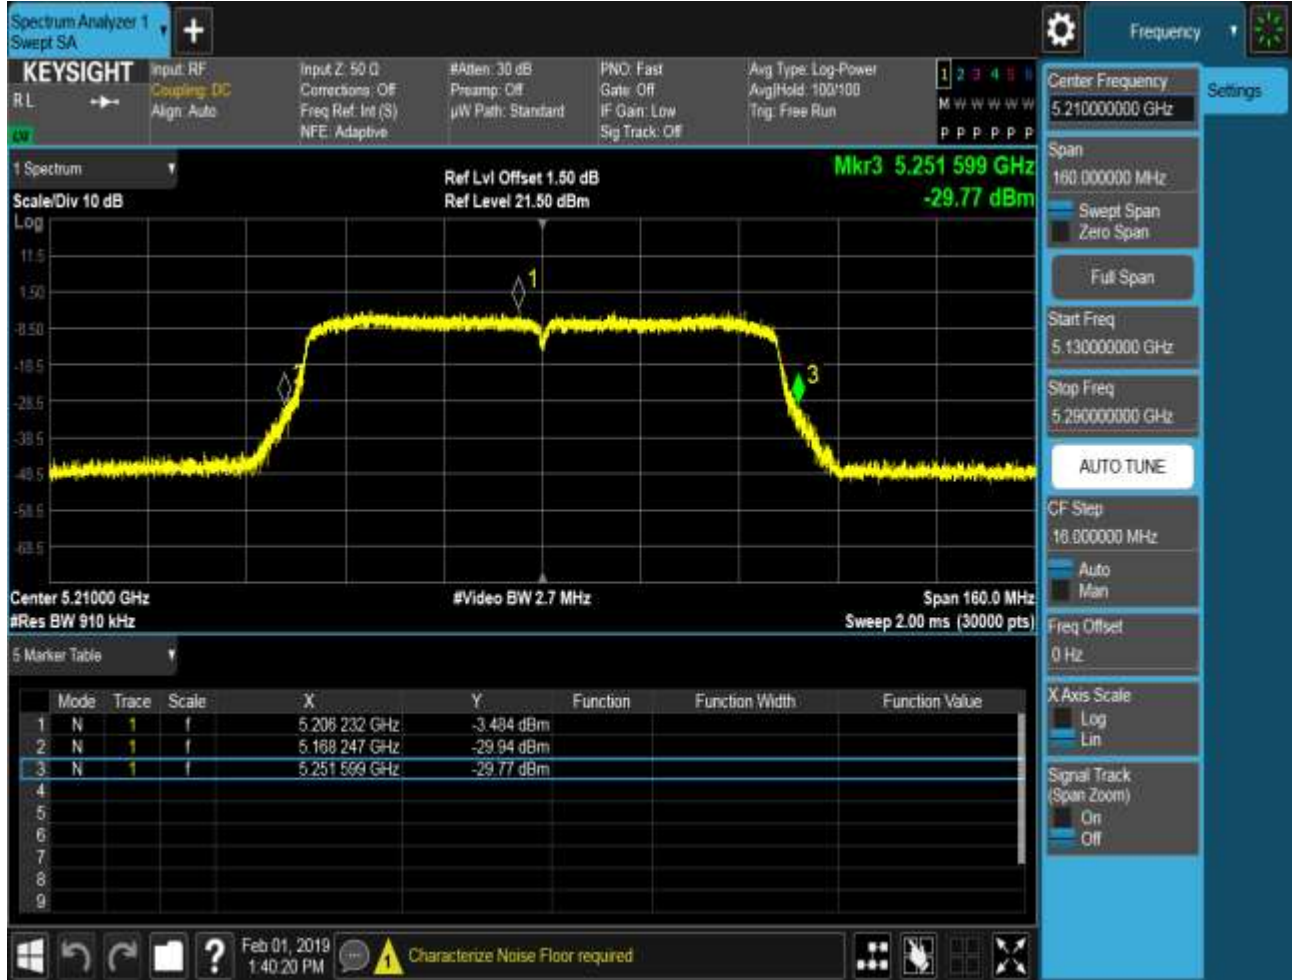 Spectrum Analyzer 1
Swept SA
Frequency
KEYSIGHT
R L
Input: RF
Coupling: DC
Align: Auto
Input Z: 50 Ω
Corrections: Off
Freq Ref: Int (S)
NFE: Adaptive
#Atten: 30 dB
Preamp: Off
µW Path: Standard
PNO: Fast
Gate: Off
IF Gain: Low
Sig Track: Off
Avg Type: Log-Power
Avg|Hold: 100/100
Trig: Free Run
1 2 3 4 5 6
M W W W W W
P P P P P P
1 Spectrum
Scale/Div 10 dB
Ref Lvl Offset 1.50 dB
Ref Level 21.50 dBm
Mkr3 5.251 599 GHz
-29.77 dBm
Log
11.5
1.50
-8.50
-18.5
-28.5
-38.5
-48.5
-58.5
-68.5
1
3
Center 5.21000 GHz
#Video BW 2.7 MHz
Span 160.0 MHz
#Res BW 910 kHz
Sweep 2.00 ms (30000 pts)
5 Marker Table
Mode Trace Scale X Y Function Function Width Function Value
1 N 1 f 5.206 232 GHz -3.484 dBm
2 N 1 f 5.168 247 GHz -29.94 dBm
3 N 1 f 5.251 599 GHz -29.77 dBm
4
5
6
7
8
9
Feb 01, 2019
1:40:20 PM
?
1
Characterize Noise Floor required
Settings
Center Frequency
5.210000000 GHz
Span
160.000000 MHz
Swept Span
Zero Span
Full Span
Start Freq
5.130000000 GHz
Stop Freq
5.290000000 GHz
AUTO TUNE
CF Step
16.000000 MHz
Auto
Man
Freq Offset
0 Hz
X Axis Scale
Log
Lin
Signal Track
(Span Zoom)
On
Off